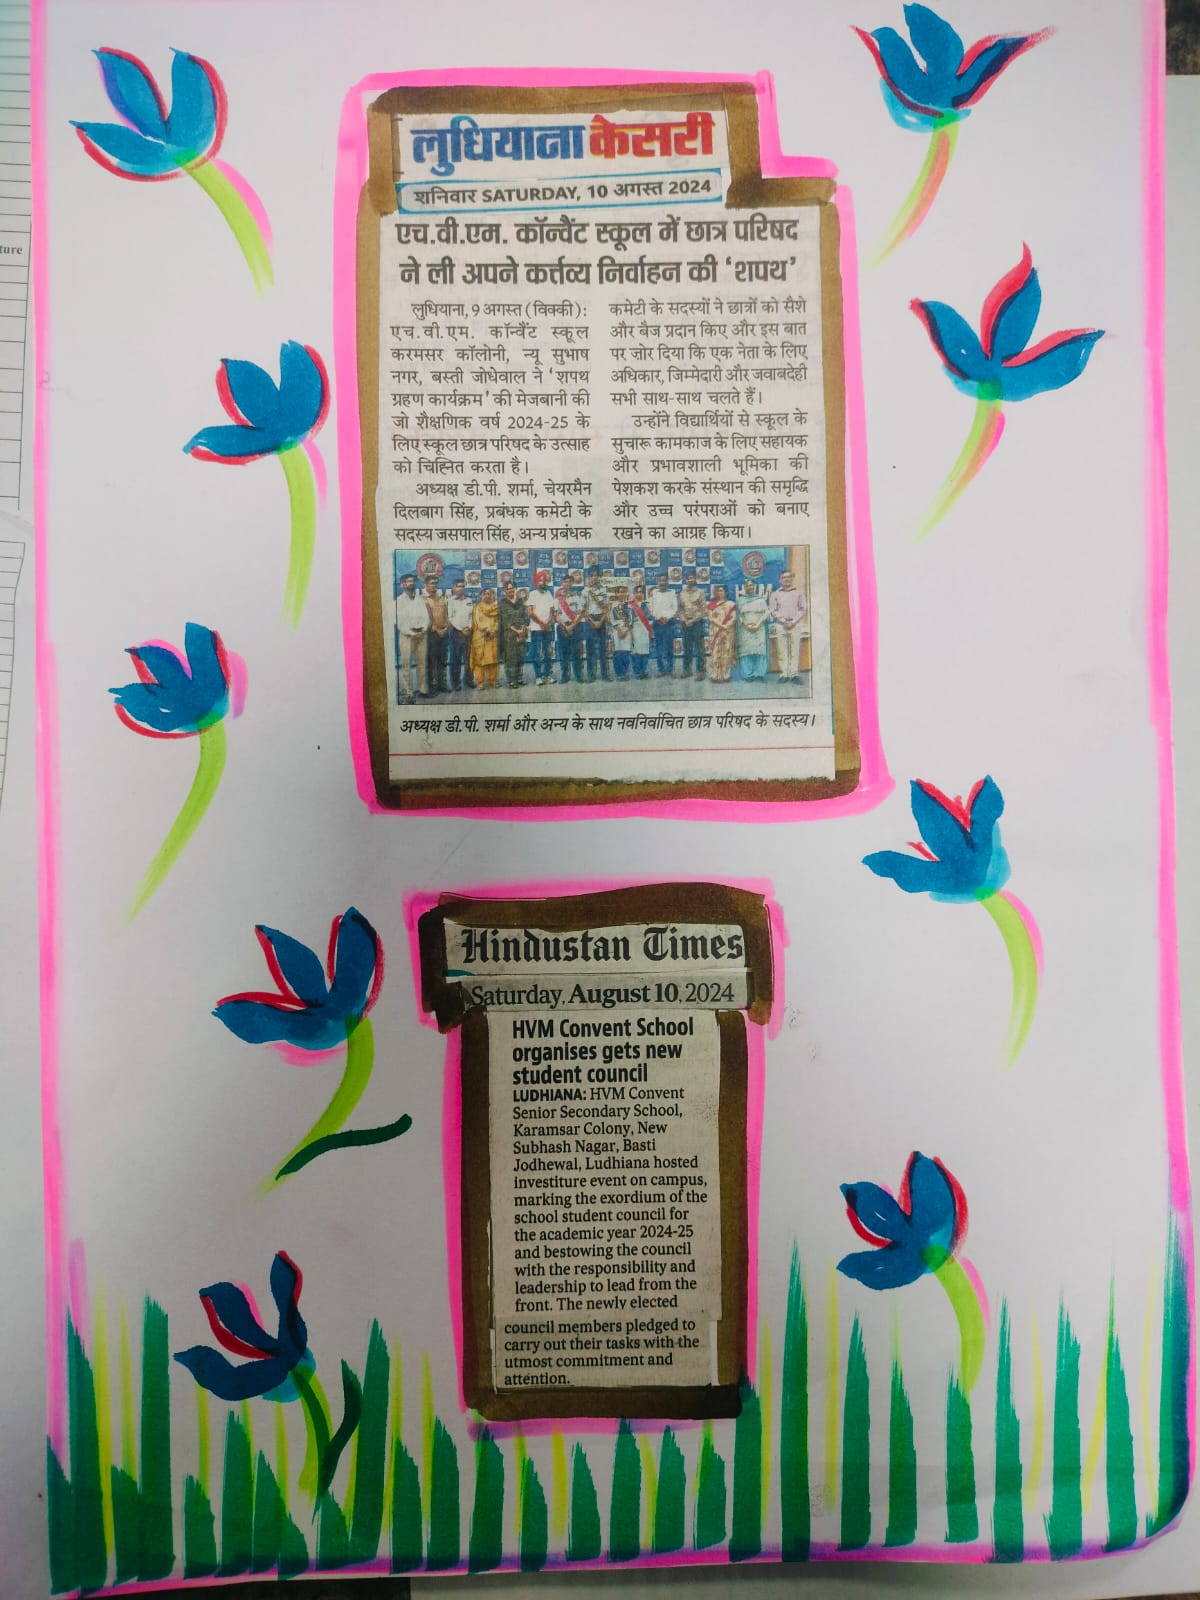 ture
लुधियाना केसरी
शनिवार SATURDAY, 10 अगस्त 2024
एच.वी.एम. कॉन्वैंट स्कूल में छात्र परिषद
ने ली अपने कर्त्तव्य निर्वाहन की ‘शपथ’
लुधियाना, 9 अगस्त (विक्की):
एच.वी.एम. कॉन्वैंट स्कूल
करमसर कॉलोनी, न्यू सुभाष
नगर, बस्ती जोधेवाल ने ‘शपथ
ग्रहण कार्यक्रम’ की मेजबानी की
जो शैक्षणिक वर्ष 2024-25 के
लिए स्कूल छात्र परिषद के उत्साह
को चिह्नित करता है।
अध्यक्ष डी.पी. शर्मा, चेयरमैन
दिलबाग सिंह, प्रबंधक कमेटी के
सदस्य जसपाल सिंह, अन्य प्रबंधक
कमेटी के सदस्यों ने छात्रों को सैशे
और बैज प्रदान किए और इस बात
पर जोर दिया कि एक नेता के लिए
अधिकार, जिम्मेदारी और जवाबदेही
सभी साथ-साथ चलते हैं।
उन्होंने विद्यार्थियों से स्कूल के
सुचारू कामकाज के लिए सहायक
और प्रभावशाली भूमिका की
पेशकश करके संस्थान की समृद्धि
और उच्च परंपराओं को बनाए
रखने का आग्रह किया।
अध्यक्ष डी.पी. शर्मा और अन्य के साथ नवनिर्वाचित छात्र परिषद के सदस्य।
Hindustan Times
Saturday, August 10, 2024
HVM Convent School
organises gets new
student council
LUDHIANA: HVM Convent
Senior Secondary School,
Karamsar Colony, New
Subhash Nagar, Basti
Jodhewal, Ludhiana hosted
investiture event on campus,
marking the exordium of the
school student council for
the academic year 2024-25
and bestowing the council
with the responsibility and
leadership to lead from the
front. The newly elected
council members pledged to
carry out their tasks with the
utmost commitment and
attention.